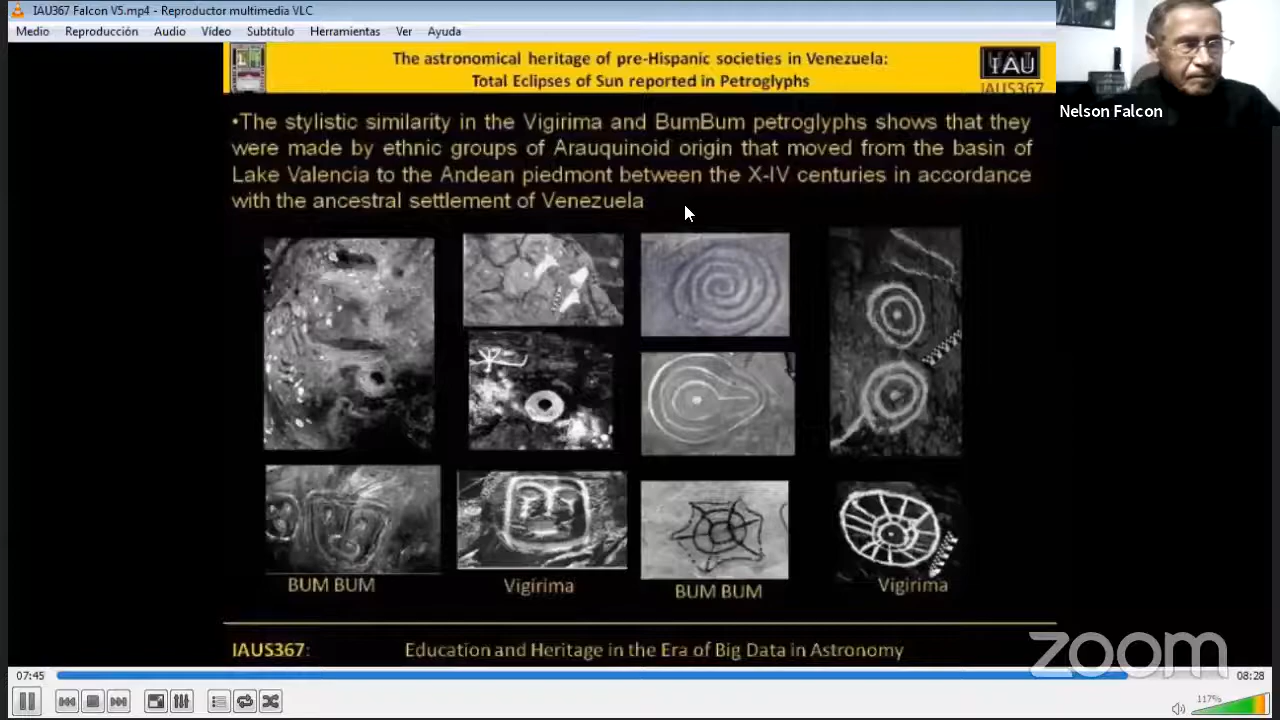 IAU367 Falcon V5.mp4 - Reproductor multimedia VLC
Medio Reproducción Audio Vídeo Subtítulo Herramientas Ver Ayuda
The astronomical heritage of pre-Hispanic societies in Venezuela:
Total Eclipses of Sun reported in Petroglyphs
IAU
IAUS367
Nelson Falcon
•The stylistic similarity in the Vigirima and BumBum petroglyphs shows that they
were made by ethnic groups of Arauquinoid origin that moved from the basin of
Lake Valencia to the Andean piedmont between the X-IV centuries in accordance
with the ancestral settlement of Venezuela
BUM BUM
Vigirima
BUM BUM
Vigirima
IAUS367: Education and Heritage in the Era of Big Data in Astronomy
zoom
07:45
08:28
117%